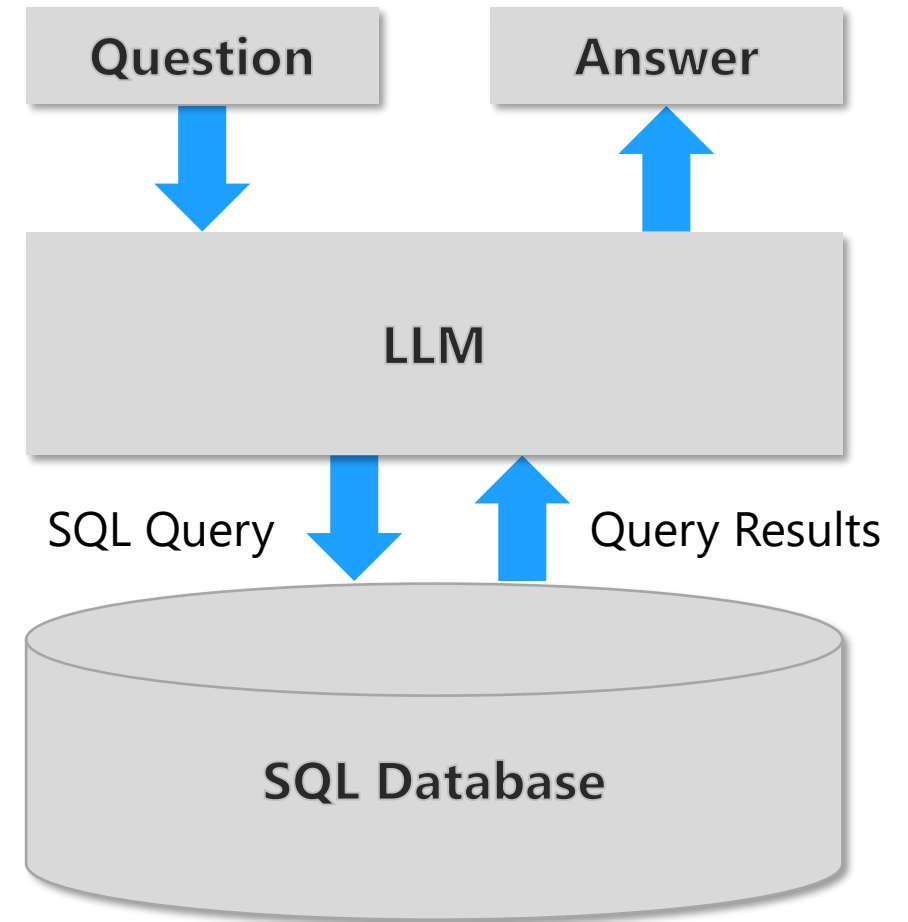 Question
Answer
LLM
SQL Query
Query Results
SQL Database